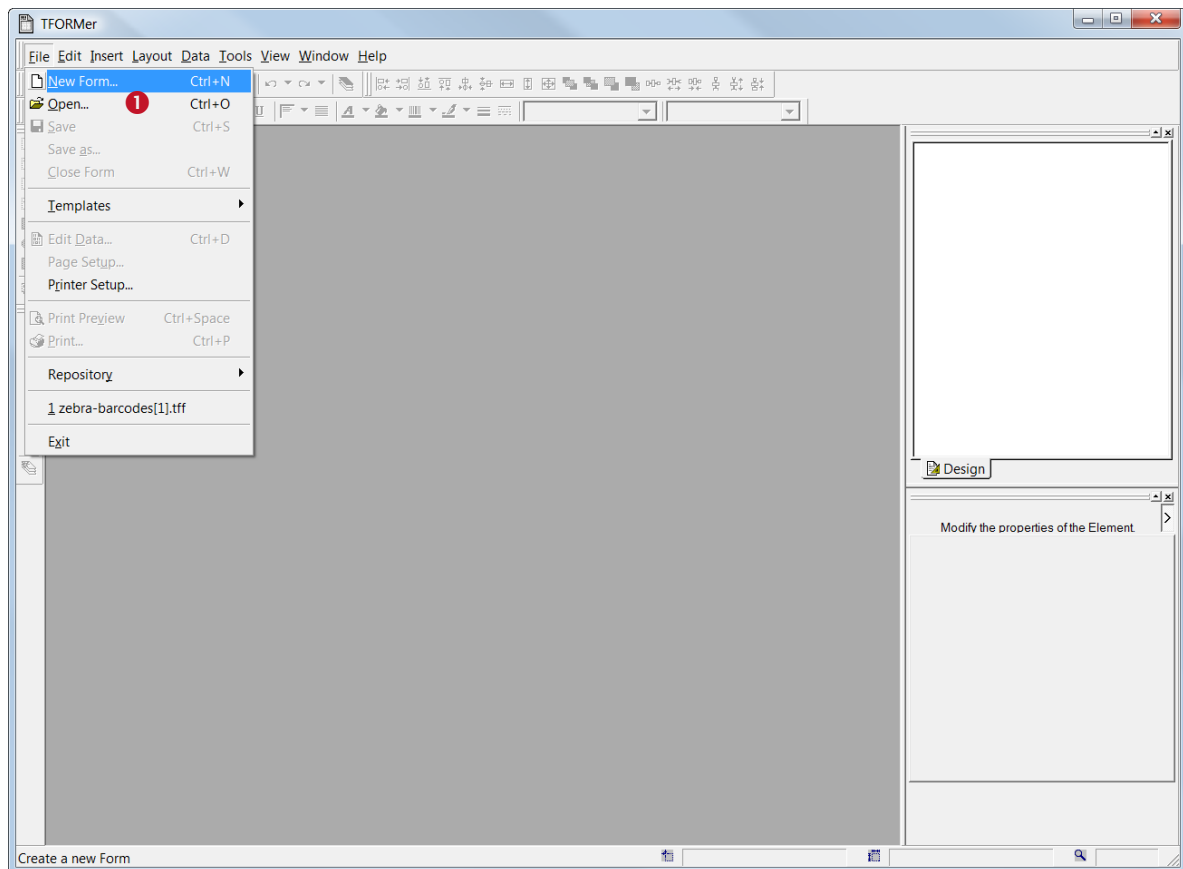 TFORMer
File Edit Insert Layout Data Tools View Window Help
New Form... Ctrl+N
Open... 1 Ctrl+O
Save Ctrl+S
Save as...
Close Form Ctrl+W
Templates
Edit Data... Ctrl+D
Page Setup...
Printer Setup...
Print Preview Ctrl+Space
Print... Ctrl+P
Repository
1 zebra-barcodes[1].tff
Exit
U
A
Design
Modify the properties of the Element.
Create a new Form